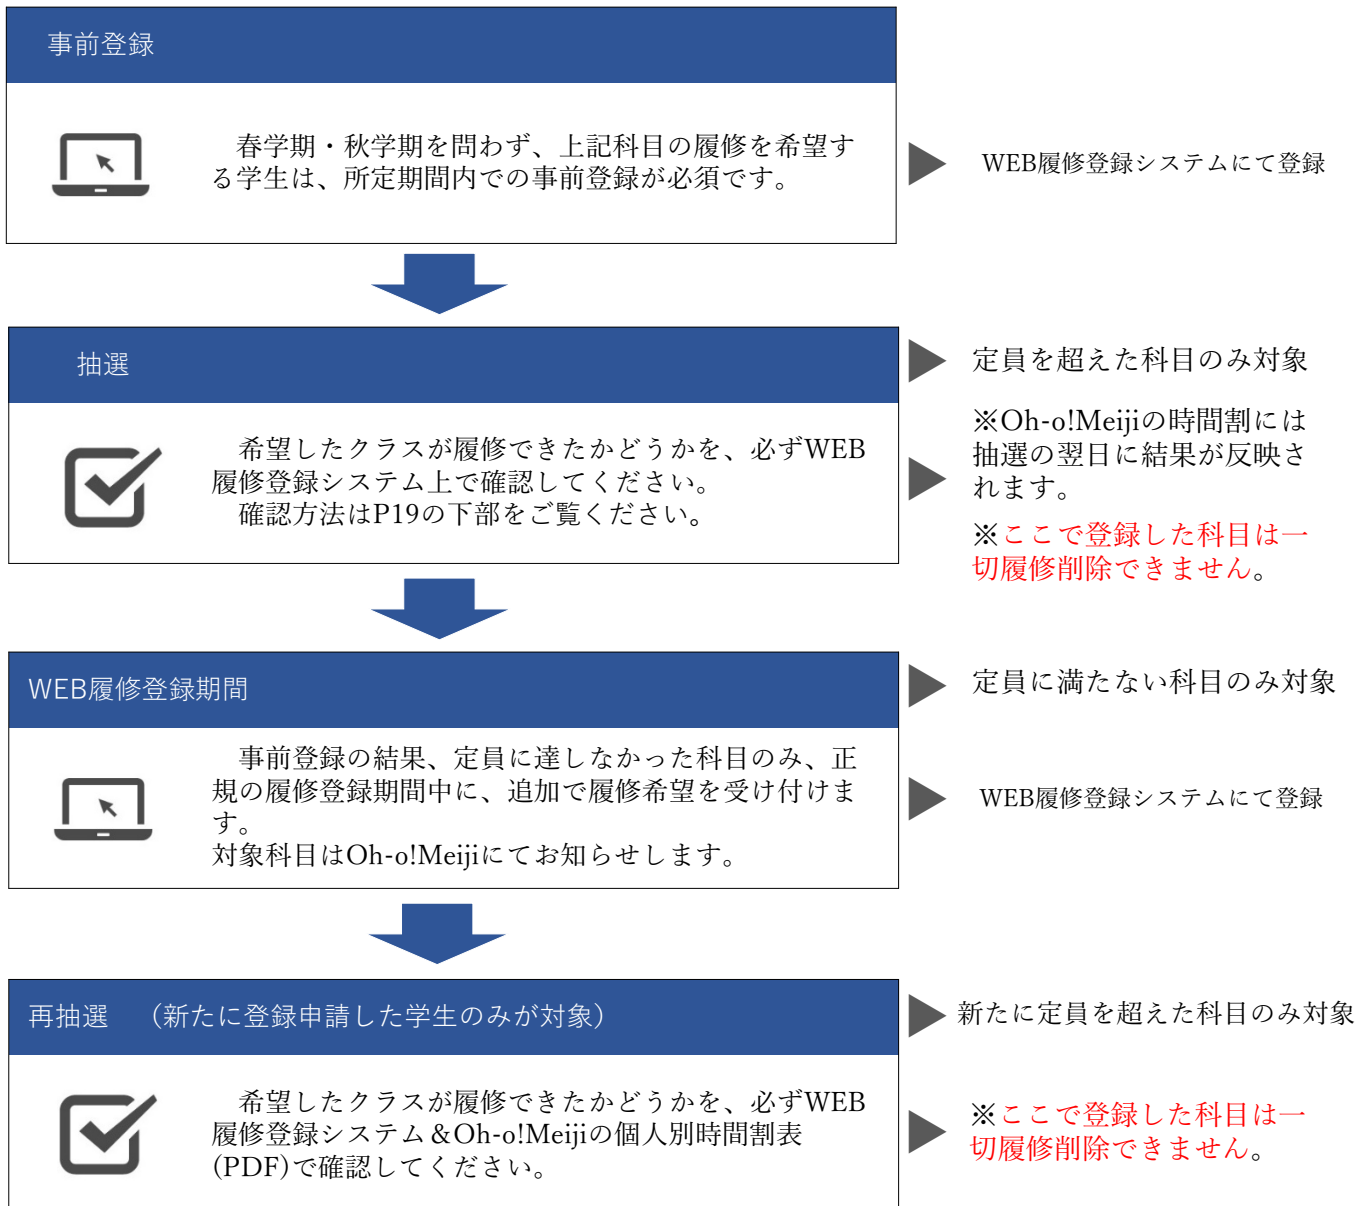 事前登録
春学期・秋学期を問わず、上記科目の履修を希望す
る学生は、所定期間内での事前登録が必須です。
WEB履修登録システムにて登録
抽選
定員を超えた科目のみ対象
希望したクラスが履修できたかどうかを、必ずWEB
履修登録システム上で確認してください。
確認方法はP19の下部をご覧ください。
※Oh-o!Meijiの時間割には
抽選の翌日に結果が反映さ
れます。
※ここで登録した科目は一
切履修削除できません。
WEB履修登録期間
定員に満たない科目のみ対象
事前登録の結果、定員に達しなかった科目のみ、正
規の履修登録期間中に、追加で履修希望を受け付けま
す。
対象科目はOh-o!Meijiにてお知らせします。
WEB履修登録システムにて登録
再抽選　（新たに登録申請した学生のみが対象）
新たに定員を超えた科目のみ対象
希望したクラスが履修できたかどうかを、必ずWEB
履修登録システム＆Oh-o!Meijiの個人別時間割表
(PDF)で確認してください。
※ここで登録した科目は一
切履修削除できません。